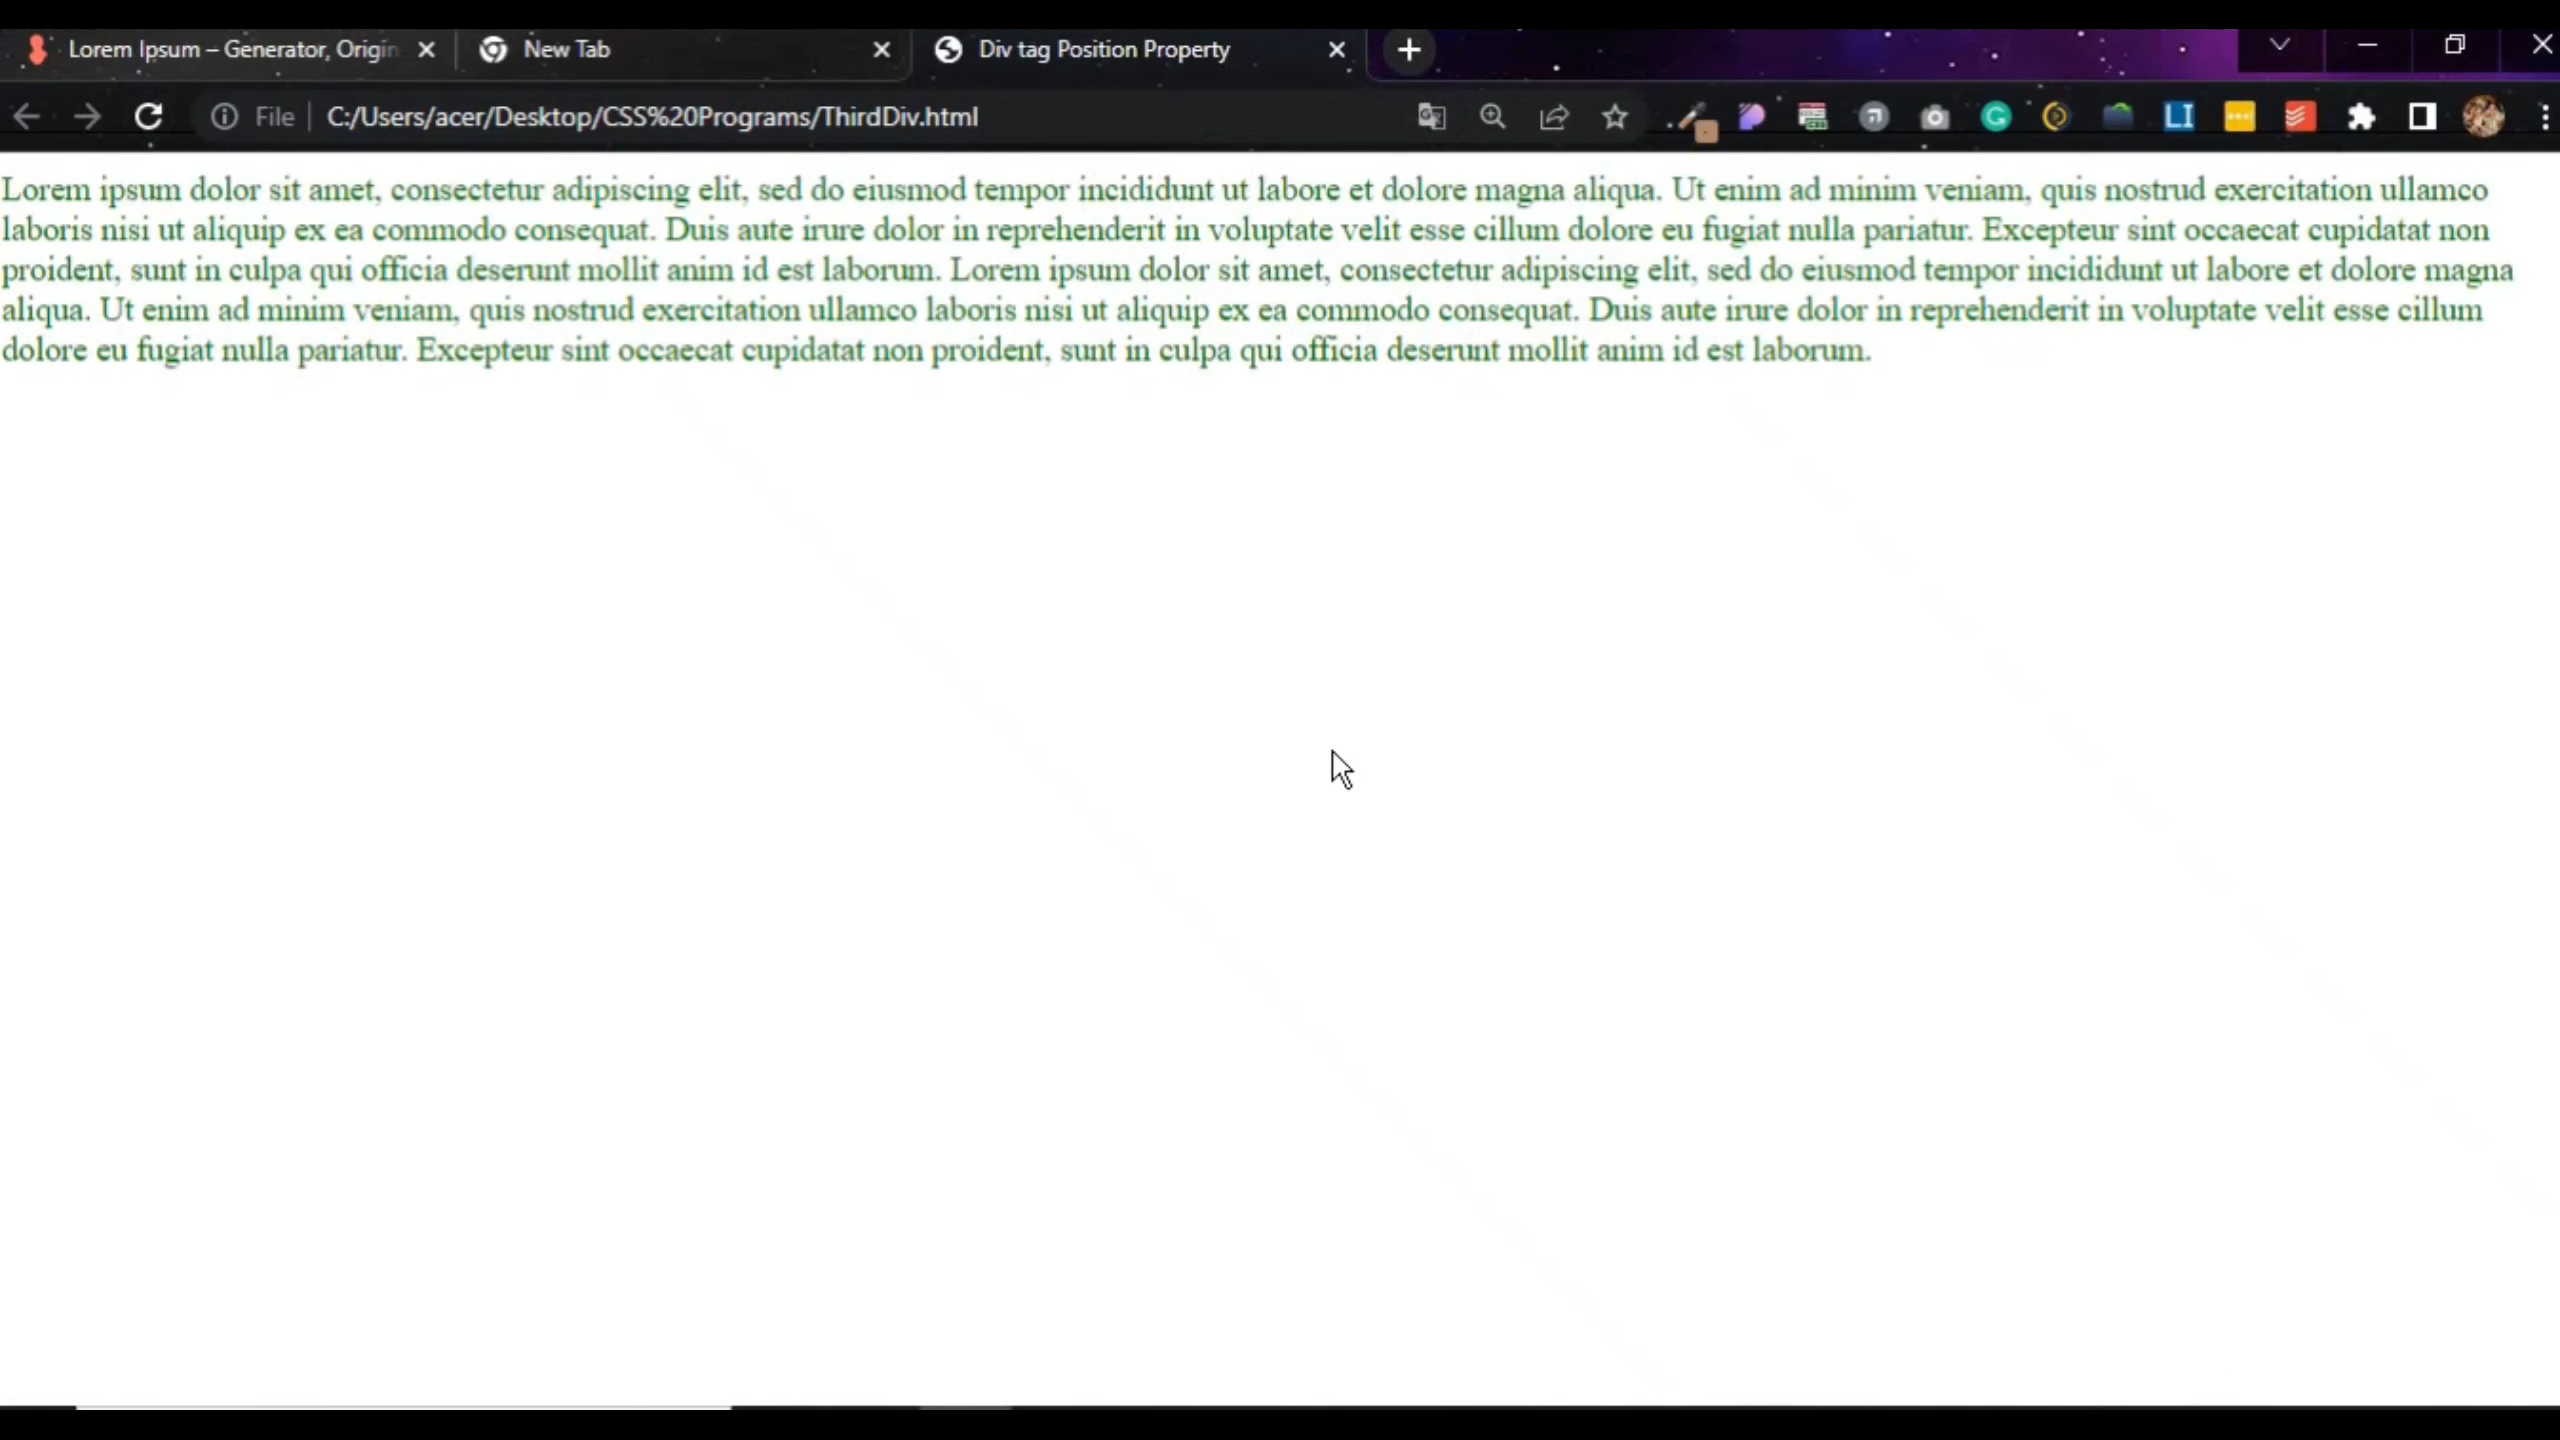 Lorem Ipsum – Generator, Origin
New Tab
Div tag Position Property
File
C:/Users/acer/Desktop/CSS%20Programs/ThirdDiv.html
LI
Lorem ipsum dolor sit amet, consectetur adipiscing elit, sed do eiusmod tempor incididunt ut labore et dolore magna aliqua. Ut enim ad minim veniam, quis nostrud exercitation ullamco
laboris nisi ut aliquip ex ea commodo consequat. Duis aute irure dolor in reprehenderit in voluptate velit esse cillum dolore eu fugiat nulla pariatur. Excepteur sint occaecat cupidatat non
proident, sunt in culpa qui officia deserunt mollit anim id est laborum. Lorem ipsum dolor sit amet, consectetur adipiscing elit, sed do eiusmod tempor incididunt ut labore et dolore magna
aliqua. Ut enim ad minim veniam, quis nostrud exercitation ullamco laboris nisi ut aliquip ex ea commodo consequat. Duis aute irure dolor in reprehenderit in voluptate velit esse cillum
dolore eu fugiat nulla pariatur. Excepteur sint occaecat cupidatat non proident, sunt in culpa qui officia deserunt mollit anim id est laborum.